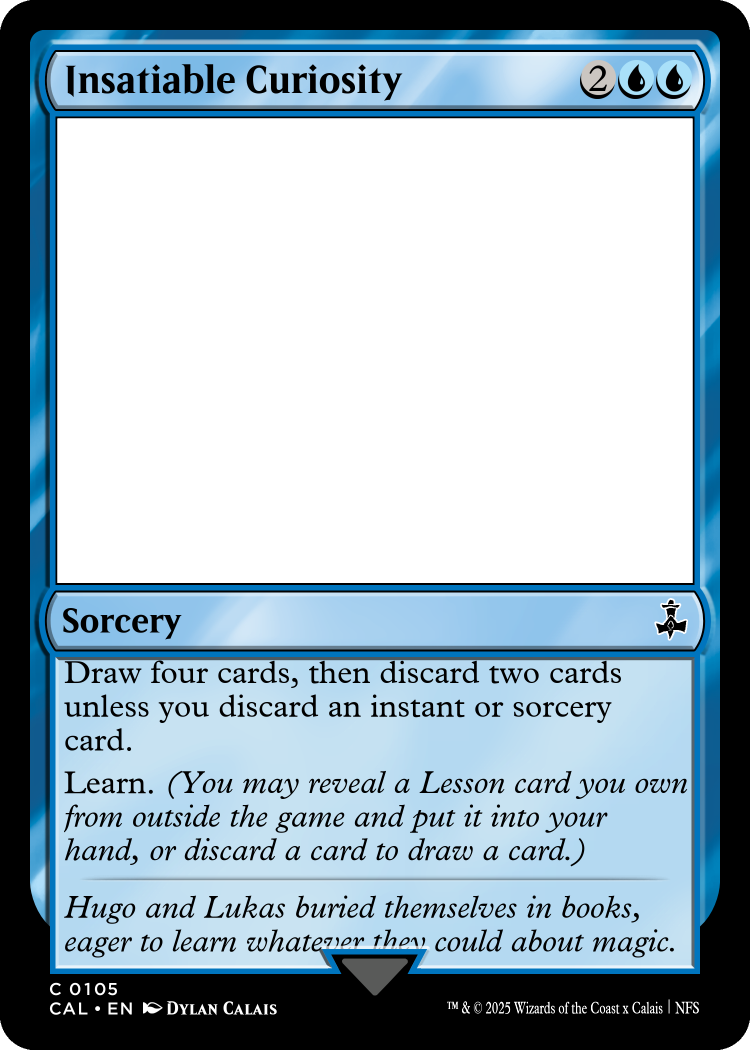 Insatiable Curiosity 2
Sorcery
Draw four cards, then discard two cards
unless you discard an instant or sorcery
card.
Learn. (You may reveal a Lesson card you own
from outside the game and put it into your
hand, or discard a card to draw a card.)
Hugo and Lukas buried themselves in books,
eager to learn whatever they could about magic.
C 0105
CAL • EN Dylan Calais
™ & © 2025 Wizards of the Coast x Calais | NFS